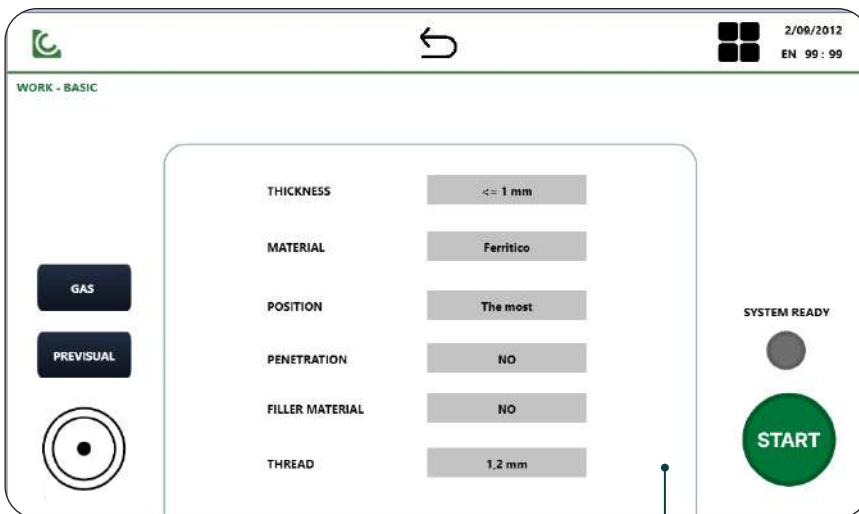 2/09/2012
EN 99 : 99
WORK - BASIC
THICKNESS <= 1 mm
MATERIAL Ferritico
GAS
POSITION The most
SYSTEM READY
PREVISUAL
PENETRATION NO
FILLER MATERIAL NO
START
THREAD 1,2 mm